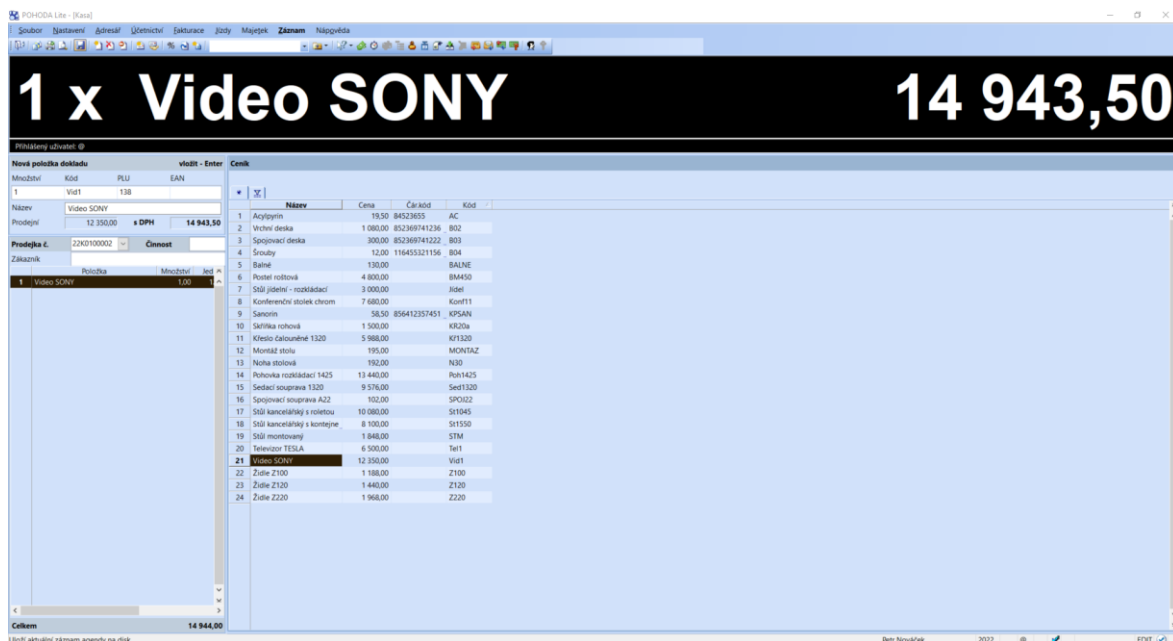 POHODA Lite - [Kasa]
Soubor Nastavení Adresář Účetnictví Fakturace Jízdy Majetek Záznam Nápověda
1 x Video SONY 14 943,50
Přihlášený uživatel: @
Nová položka dokladu vložit - Enter
Množství Kód PLU EAN
1 Vid1 138
Název Video SONY
Prodejní 12 350,00 s DPH 14 943,50
Prodejka č. 22K0100002 Činnost
Zákazník
Položka Množství Jed
1 Video SONY 1,00
Celkem 14 944,00
Ceník
Název Cena Čár.kód Kód
1 Acylpyrin 19,50 84523655 AC
2 Vrchní deska 1 080,00 852369741236 _ B02
3 Spojovací deska 300,00 852369741222 _ B03
4 Šrouby 12,00 116455321156 _ B04
5 Balné 130,00 BALNE
6 Postel roštová 4 800,00 BM450
7 Stůl jídelní - rozkládací 3 000,00 Jídel
8 Konferenční stolek chrom 7 680,00 Konf11
9 Sanorin 58,50 856412357451 _ KPSAN
10 Skříňka rohová 1 500,00 KR20a
11 Křeslo čalouněné 1320 5 988,00 Kř1320
12 Montáž stolu 195,00 MONTAZ
13 Noha stolová 192,00 N30
14 Pohovka rozkládací 1425 13 440,00 Poh1425
15 Sedací souprava 1320 9 576,00 Sed1320
16 Spojovací souprava A22 102,00 SPOJ22
17 Stůl kancelářský s roletou 10 080,00 St1045
18 Stůl kancelářský s kontejne_ 8 100,00 St1550
19 Stůl montovaný 1 848,00 STM
20 Televizor TESLA 6 500,00 Tel1
21 Video SONY 12 350,00 Vid1
22 Židle Z100 1 188,00 Z100
23 Židle Z120 1 440,00 Z120
24 Židle Z220 1 968,00 Z220
Uloží aktuální záznam agendy na disk Petr Nováček 2022 @ EDIT